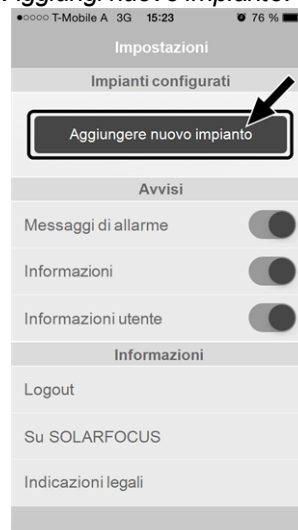 Aggiungi nuovo impianto.
●○○○○ T-Mobile A 3G 15:23 76 %
Impostazioni
Impianti configurati
Aggiungere nuovo impianto
Avvisi
Messaggi di allarme
Informazioni
Informazioni utente
Informazioni
Logout
Su SOLARFOCUS
Indicazioni legali